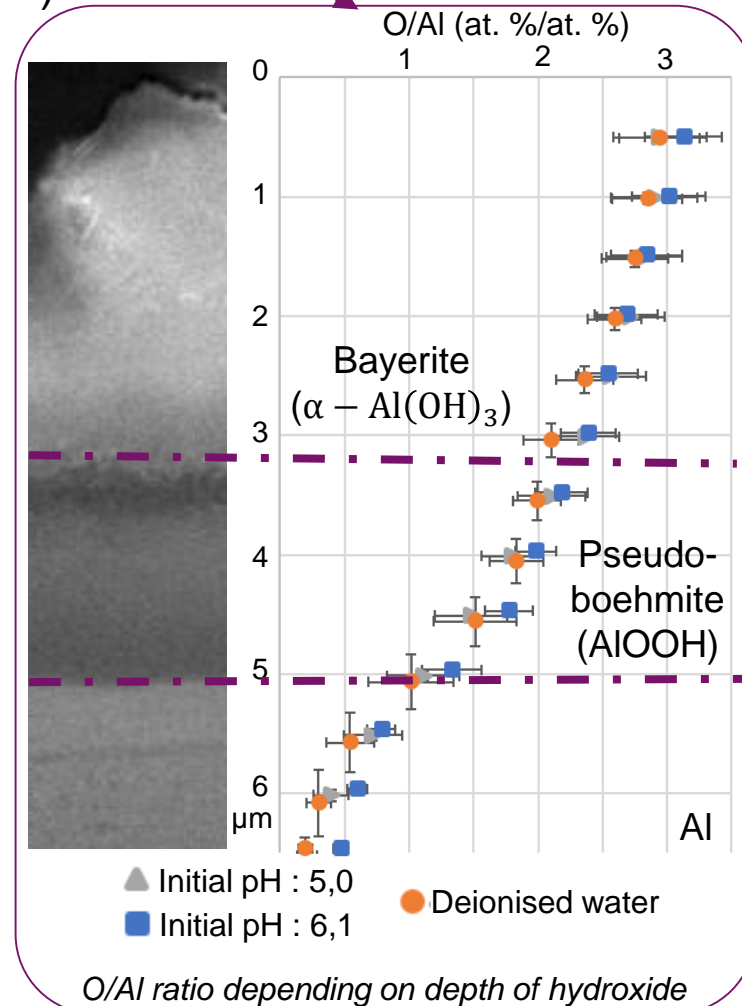 )
O/Al (at. %/at. %)
1 2 3
0
1
2
Bayerite
(α − Al(OH)₃)
3
4
Pseudo-
boehmite
(AlOOH)
5
6
µm
Al
Initial pH : 5,0
Deionised water
Initial pH : 6,1
O/Al ratio depending on depth of hydroxide